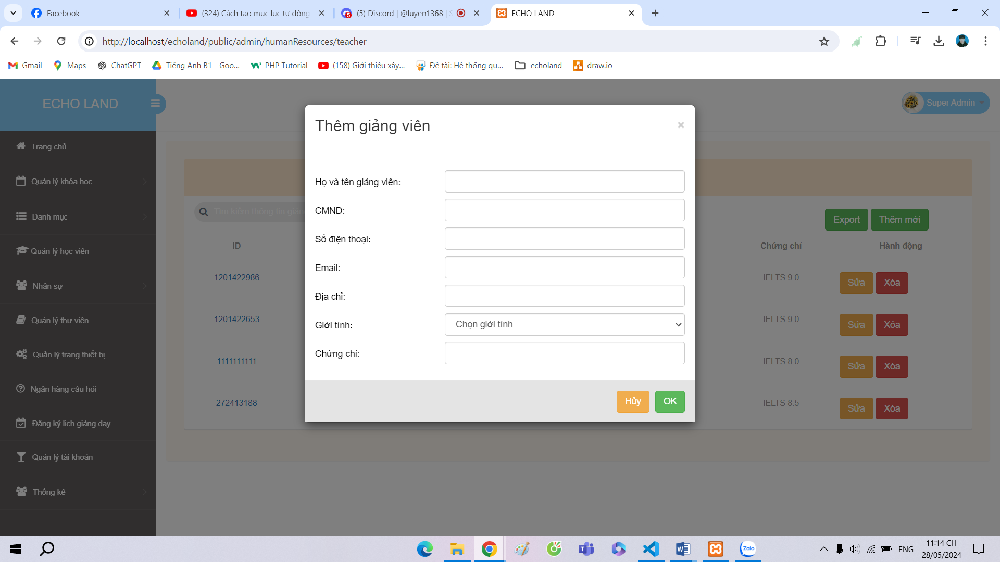 Facebook
(324) Cách tạo mục lục tự động
(5) Discord | @luyen1368 | S
ECHO LAND
http://localhost/echoland/public/admin/humanResources/teacher
Gmail
Maps
ChatGPT
Tiếng Anh B1 - Goo...
PHP Tutorial
(158) Giới thiệu xây...
Đề tài: Hệ thống qu...
echoland
draw.io
ECHO LAND
Super Admin
Trang chủ
Quản lý khóa học
Danh mục
Quản lý học viên
Nhân sự
Quản lý thư viện
Quản lý trang thiết bị
Ngân hàng câu hỏi
Đăng ký lịch giảng dạy
Quản lý tài khoản
Thống kê
Tìm kiếm thông tin giản
Export
Thêm mới
ID
Chứng chỉ
Hành động
1201422986
IELTS 9.0
Sửa
Xóa
1201422653
IELTS 9.0
Sửa
Xóa
1111111111
IELTS 8.0
Sửa
Xóa
272413188
IELTS 8.5
Sửa
Xóa
Thêm giảng viên
×
Họ và tên giảng viên:
CMND:
Số điện thoại:
Email:
Địa chỉ:
Giới tính:
Chọn giới tính
Chứng chỉ:
Hủy
OK
Zalo
ENG
11:14 CH
28/05/2024